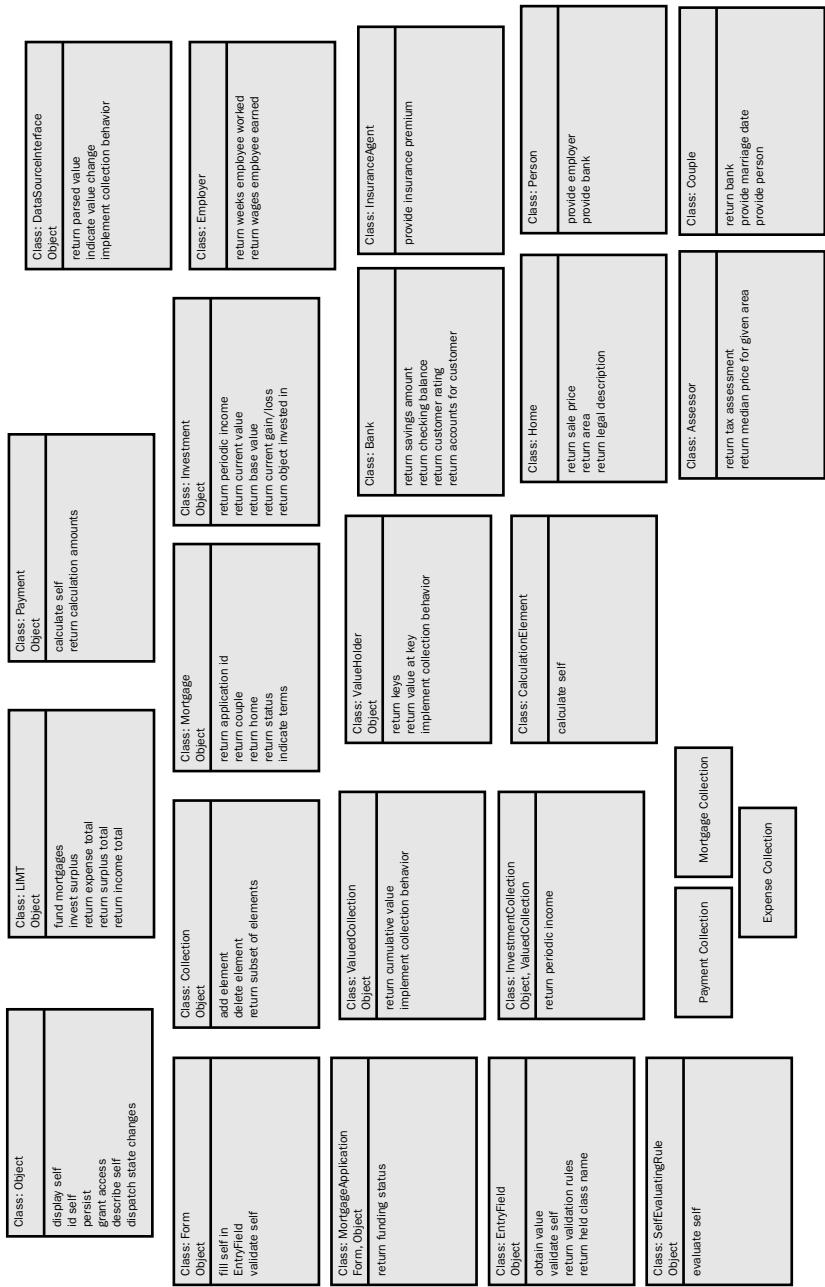 Class: Object
display self
id self
persist
grant access
describe self
dispatch state changes
Class: LIMT
Object
fund mortgages
invest surplus
return expense total
return surplus total
return income total
Class: Payment
Object
calculate self
return calculation amounts
Class: DataSourceInterface
Object
return parsed value
indicate value change
implement collection behavior
Class: Form
Object
fill self in
EntryField
validate self
Class: Collection
Object
add element
delete element
return subset of elements
Class: Mortgage
Object
return application id
return couple
return home
return status
indicate terms
Class: Investment
Object
return periodic income
return current value
return base value
return current gain/loss
return object invested in
Class: Employer
return weeks employee worked
return wages employee earned
Class: MortgageApplication
Form, Object
return funding status
Class: ValuedCollection
Object
return cumulative value
implement collection behavior
Class: ValueHolder
Object
return keys
return value at key
implement collection behavior
Class: Bank
return savings amount
return checking balance
return customer rating
return accounts for customer
Class: InsuranceAgent
provide insurance premium
Class: EntryField
Object
obtain value
validate self
return validation rules
return held class name
Class: InvestmentCollection
Object, ValuedCollection
return periodic income
Class: CalculationElement
calculate self
Class: Home
return sale price
return area
return legal description
Class: Person
provide employer
provide bank
Class: SelfEvaluatingRule
Object
evaluate self
Payment Collection
Mortgage Collection
Expense Collection
Class: Assessor
return tax assessment
return median price for given area
Class: Couple
return bank
provide marriage date
provide person